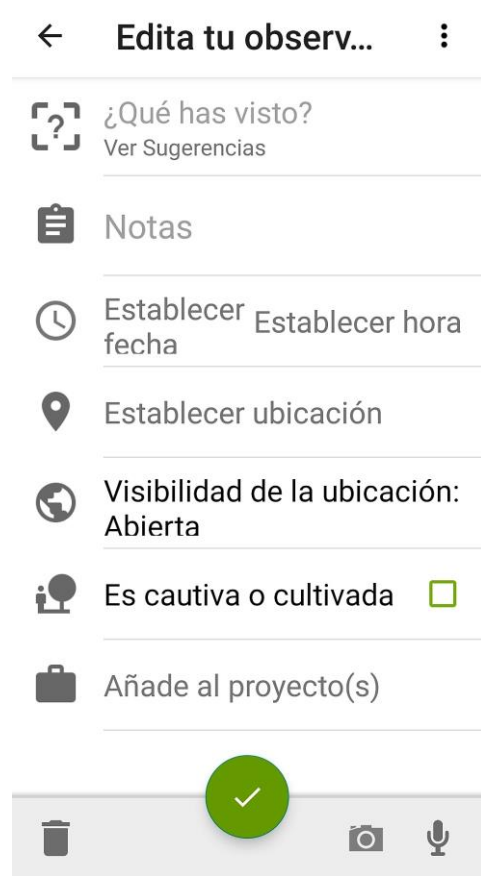 Edita tu observ...
¿Qué has visto?
Ver Sugerencias
Notas
Establecer
fecha
Establecer hora
Establecer ubicación
Visibilidad de la ubicación:
Abierta
Es cautiva o cultivada
Añade al proyecto(s)